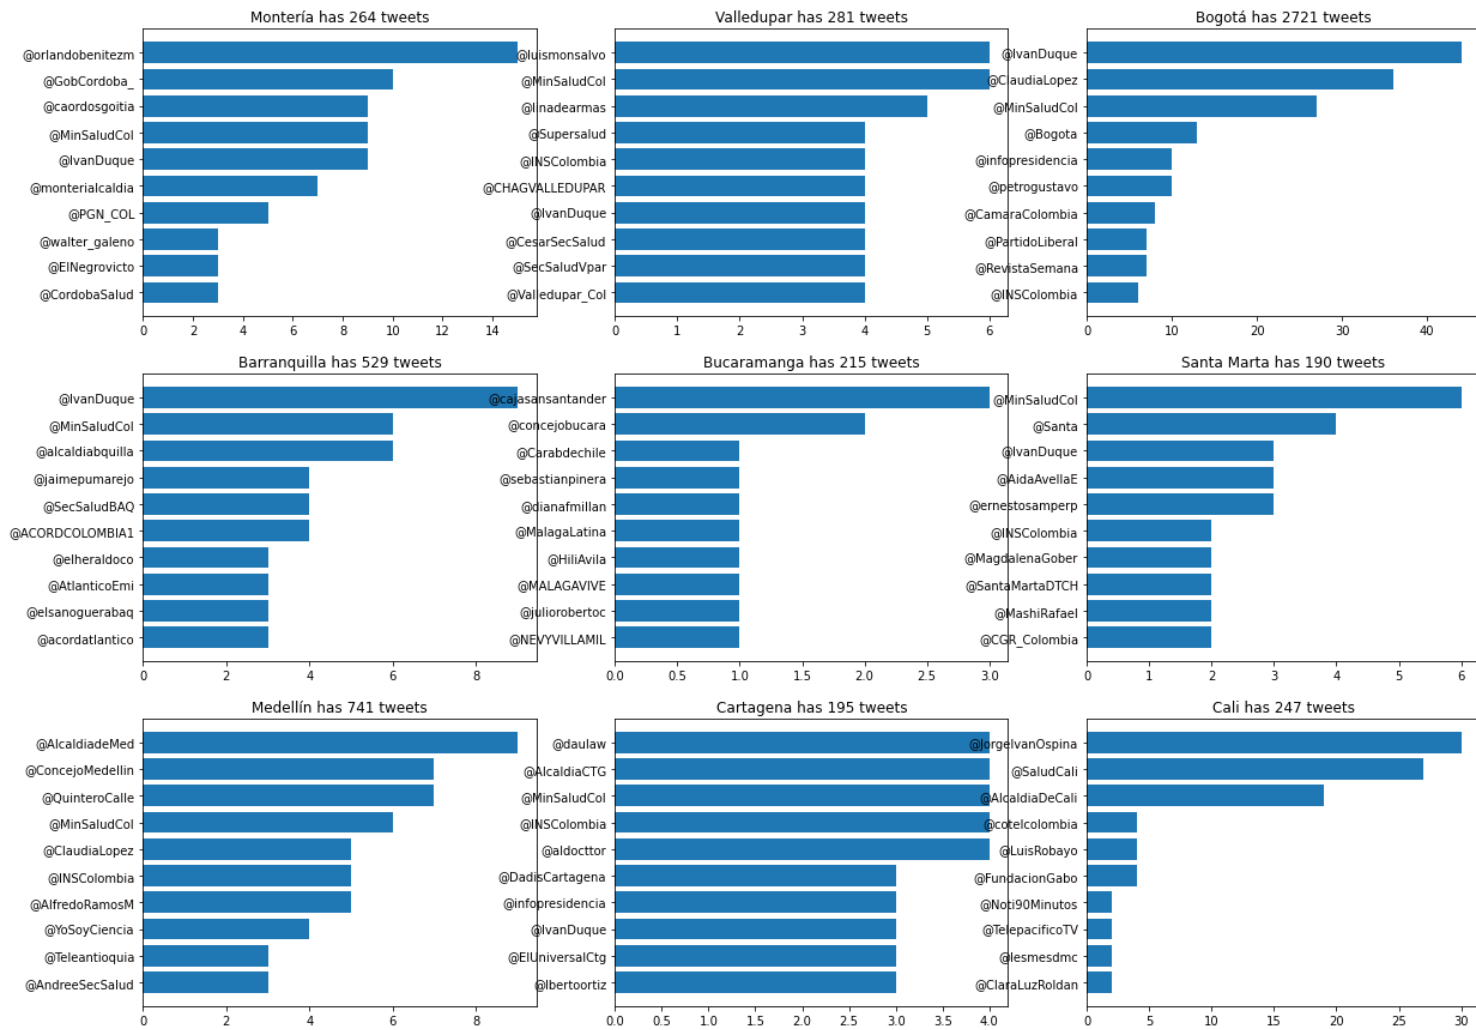 Montería has 264 tweets
@orlandobenitezm
@GobCordoba_
@caordosgoitia
@MinSaludCol
@IvanDuque
@monterialcaldia
@PGN_COL
@walter_galeno
@ElNegrovicto
@CordobaSalud
0 2 4 6 8 10 12 14
Valledupar has 281 tweets
@luismonsalvo
@MinSaludCol
@linadearmas
@Supersalud
@INSColombia
@CHAGVALLEDUPAR
@IvanDuque
@CesarSecSalud
@SecSaludVpar
@Valledupar_Col
0 1 2 3 4 5 6
Bogotá has 2721 tweets
@IvanDuque
@ClaudiaLopez
@MinSaludCol
@Bogota
@infopresidencia
@petrogustavo
@CamaraColombia
@PartidoLiberal
@RevistaSemana
@INSColombia
0 10 20 30 40
Barranquilla has 529 tweets
@IvanDuque
@MinSaludCol
@alcaldiabquilla
@jaimepumarejo
@SecSaludBAQ
@ACORDCOLOMBIA1
@elheraldoco
@AtlanticoEmi
@elsanoguerabaq
@acordatlantico
0 2 4 6 8
Bucaramanga has 215 tweets
@cajasansantander
@concejobucara
@Carabdechile
@sebastianpinera
@dianafmillan
@MalagaLatina
@HiliAvila
@MALAGAVIVE
@juliorobertoc
@NEVYVILLAMIL
0.0 0.5 1.0 1.5 2.0 2.5 3.0
Santa Marta has 190 tweets
@MinSaludCol
@Santa
@IvanDuque
@AidaAvellaE
@ernestosamperp
@INSColombia
@MagdalenaGober
@SantaMartaDTCH
@MashiRafael
@CGR_Colombia
0 1 2 3 4 5 6
Medellín has 741 tweets
@AlcaldiadeMed
@ConcejoMedellin
@QuinteroCalle
@MinSaludCol
@ClaudiaLopez
@INSColombia
@AlfredoRamosM
@YoSoyCiencia
@Teleantioquia
@AndreeSecSalud
0 2 4 6 8
Cartagena has 195 tweets
@daulaw
@AlcaldiaCTG
@MinSaludCol
@INSColombia
@aldocttor
@DadisCartagena
@infopresidencia
@IvanDuque
@ElUniversalCtg
@lbertoortiz
0.0 0.5 1.0 1.5 2.0 2.5 3.0 3.5 4.0
Cali has 247 tweets
@JorgeIvanOspina
@SaludCali
@AlcaldiaDeCali
@cotelcolombia
@LuisRobayo
@FundacionGabo
@Noti90Minutos
@TelepacificoTV
@lesmesdmc
@ClaraLuzRoldan
0 5 10 15 20 25 30